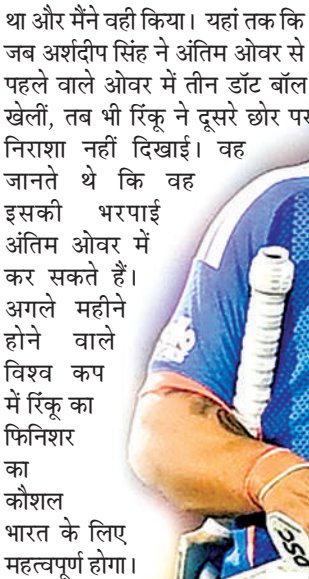 था और मैंने वही किया। यहां तक कि
जब अर्शदीप सिंह ने अंतिम ओवर से
पहले वाले ओवर में तीन डॉट बॉल
खेलीं, तब भी रिंकू ने दूसरे छोर पर
निराशा नहीं दिखाई। वह
जानते थे कि वह
इसकी भरपाई
अंतिम ओवर में
कर सकते हैं।
अगले महीने
होने वाले
विश्व कप
में रिंकू का
फिनिशर
का
कौशल
भारत के लिए
महत्वपूर्ण होगा।